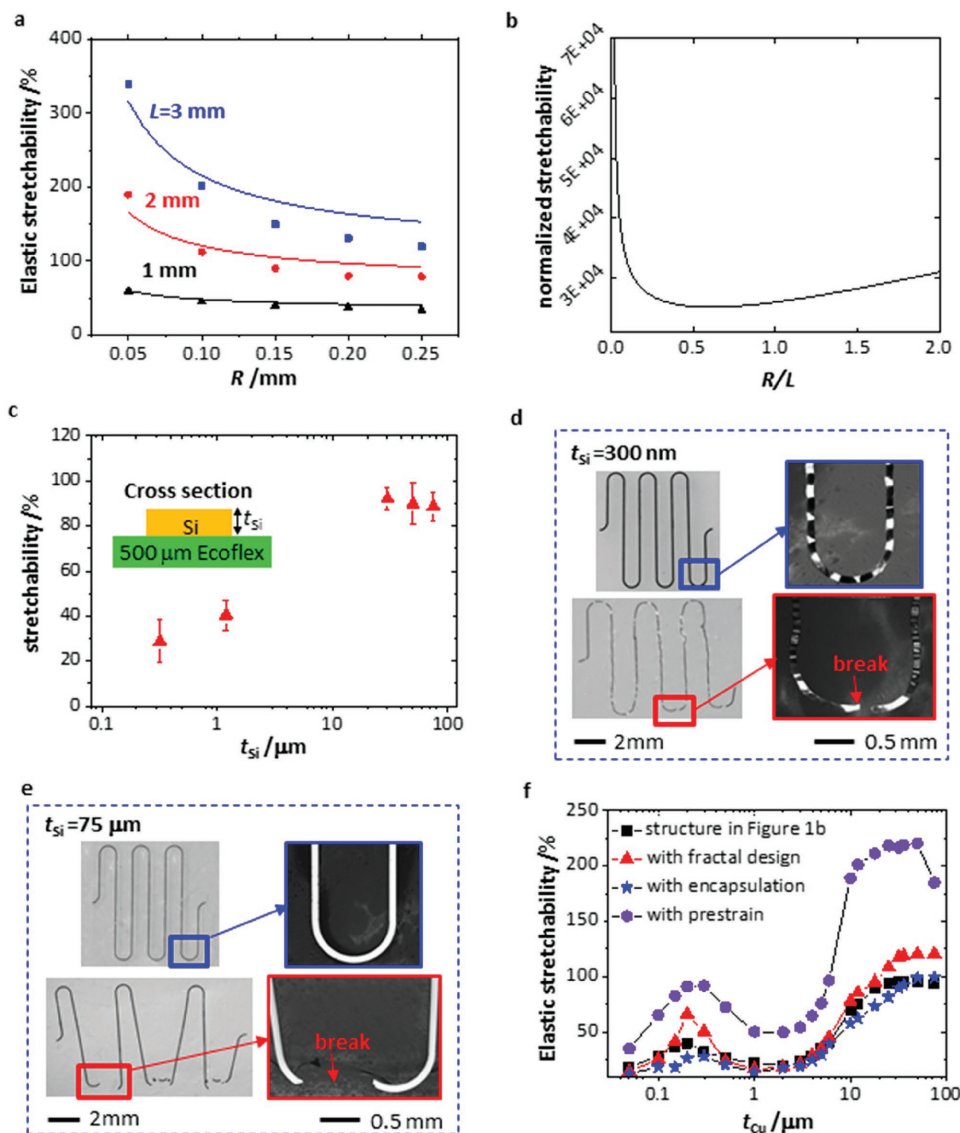 a
400
300
200
100
0
Elastic stretchability /%
L=3 mm
2 mm
1 mm
0.05 0.10 0.15 0.20 0.25
R /mm
b
7E+04
6E+04
5E+04
4E+04
3E+04
normalized stretchability
0.0 0.5 1.0 1.5 2.0
R/L
c
120
100
80
60
40
20
0
stretchability /%
Cross section
Si
tSi
500 μm Ecoflex
0.1 1 10 100
tSi /μm
d
tSi=300 nm
break
2mm
0.5 mm
e
tSi=75 μm
break
2mm
0.5 mm
f
250
200
150
100
50
Elastic stretchability /%
structure in Figure 1b
with fractal design
with encapsulation
with prestrain
0.1 1 10 100
tCu/μm